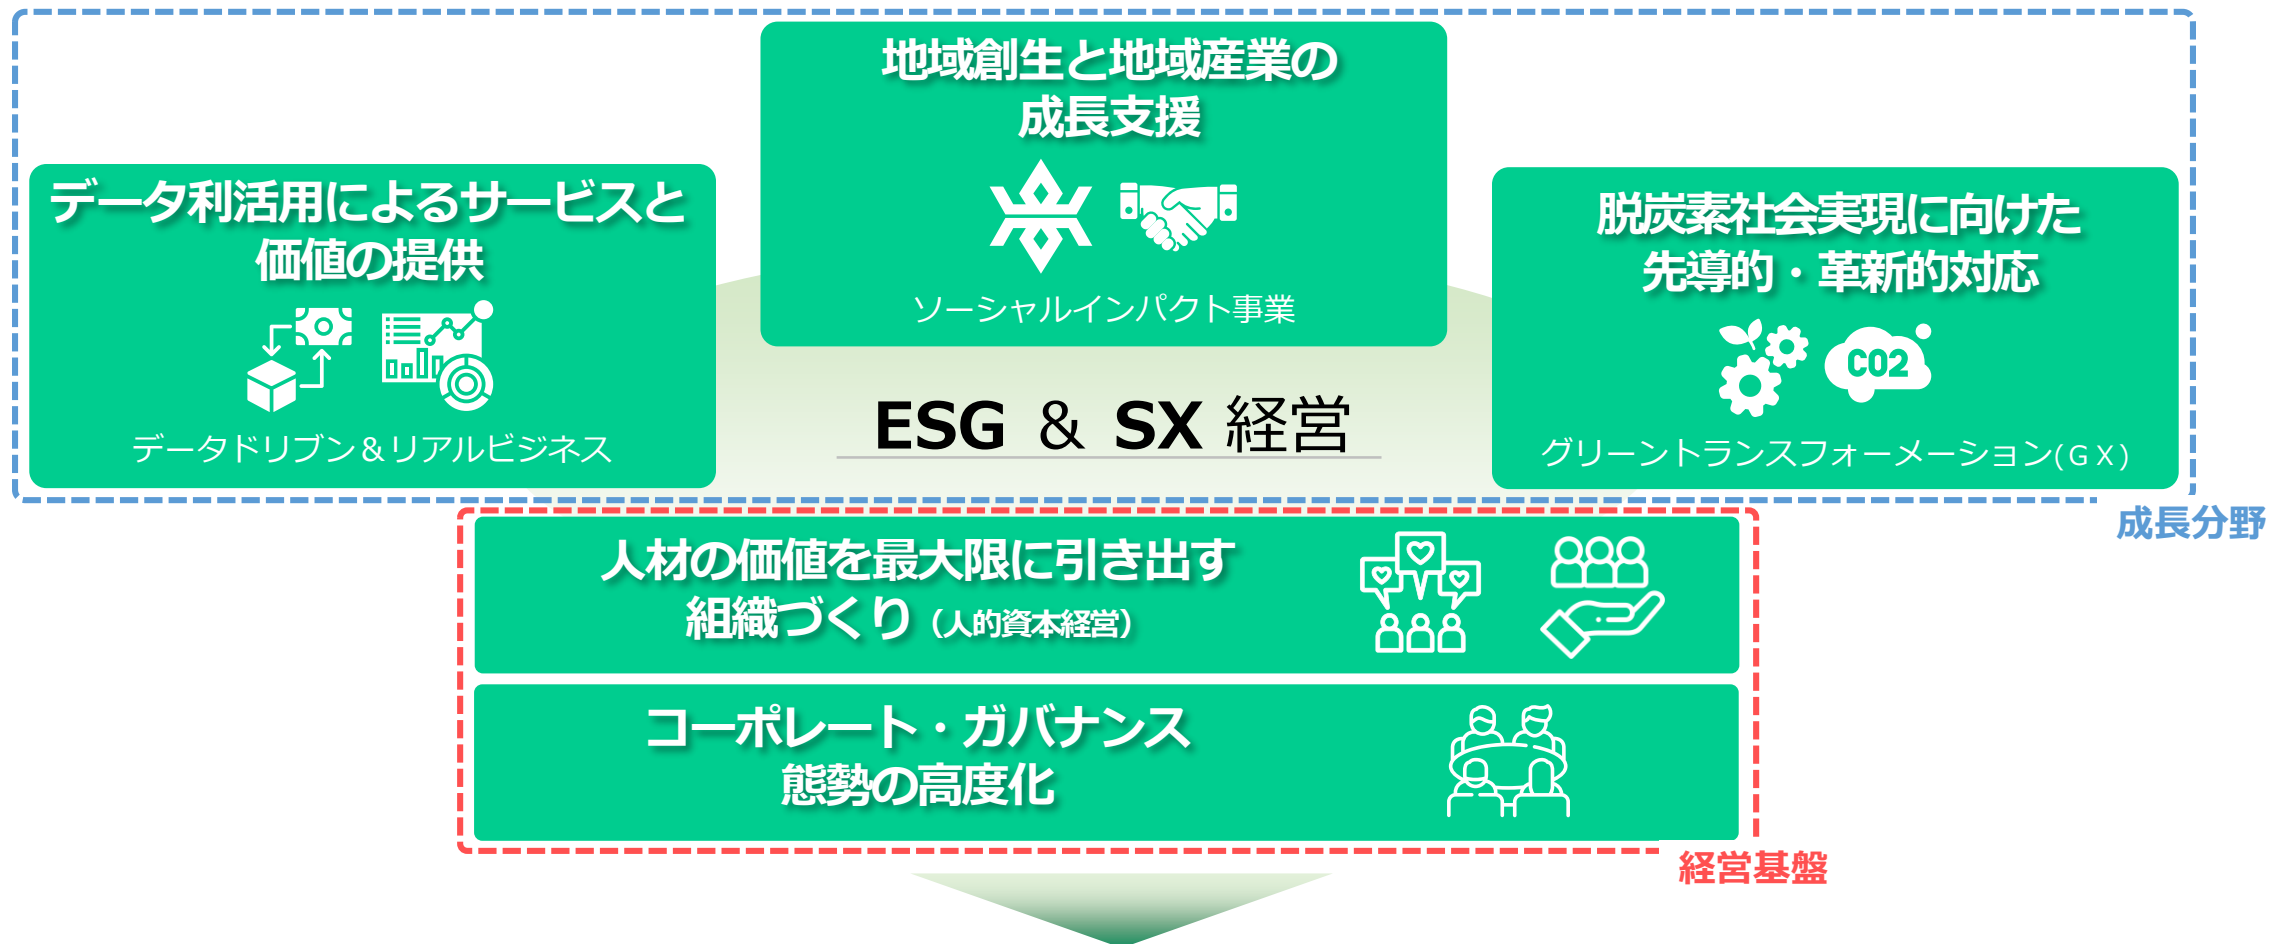 地域創生と地域産業の
成長支援
ソーシャルインパクト事業
データ利活用によるサービスと
価値の提供
データドリブン＆リアルビジネス
脱炭素社会実現に向けた
先導的・革新的対応
CO2
グリーントランスフォーメーション(ＧＸ)
ESG ＆ SX 経営
成長分野
人材の価値を最大限に引き出す
組織づくり（人的資本経営）
コーポレート・ガバナンス
態勢の高度化
経営基盤